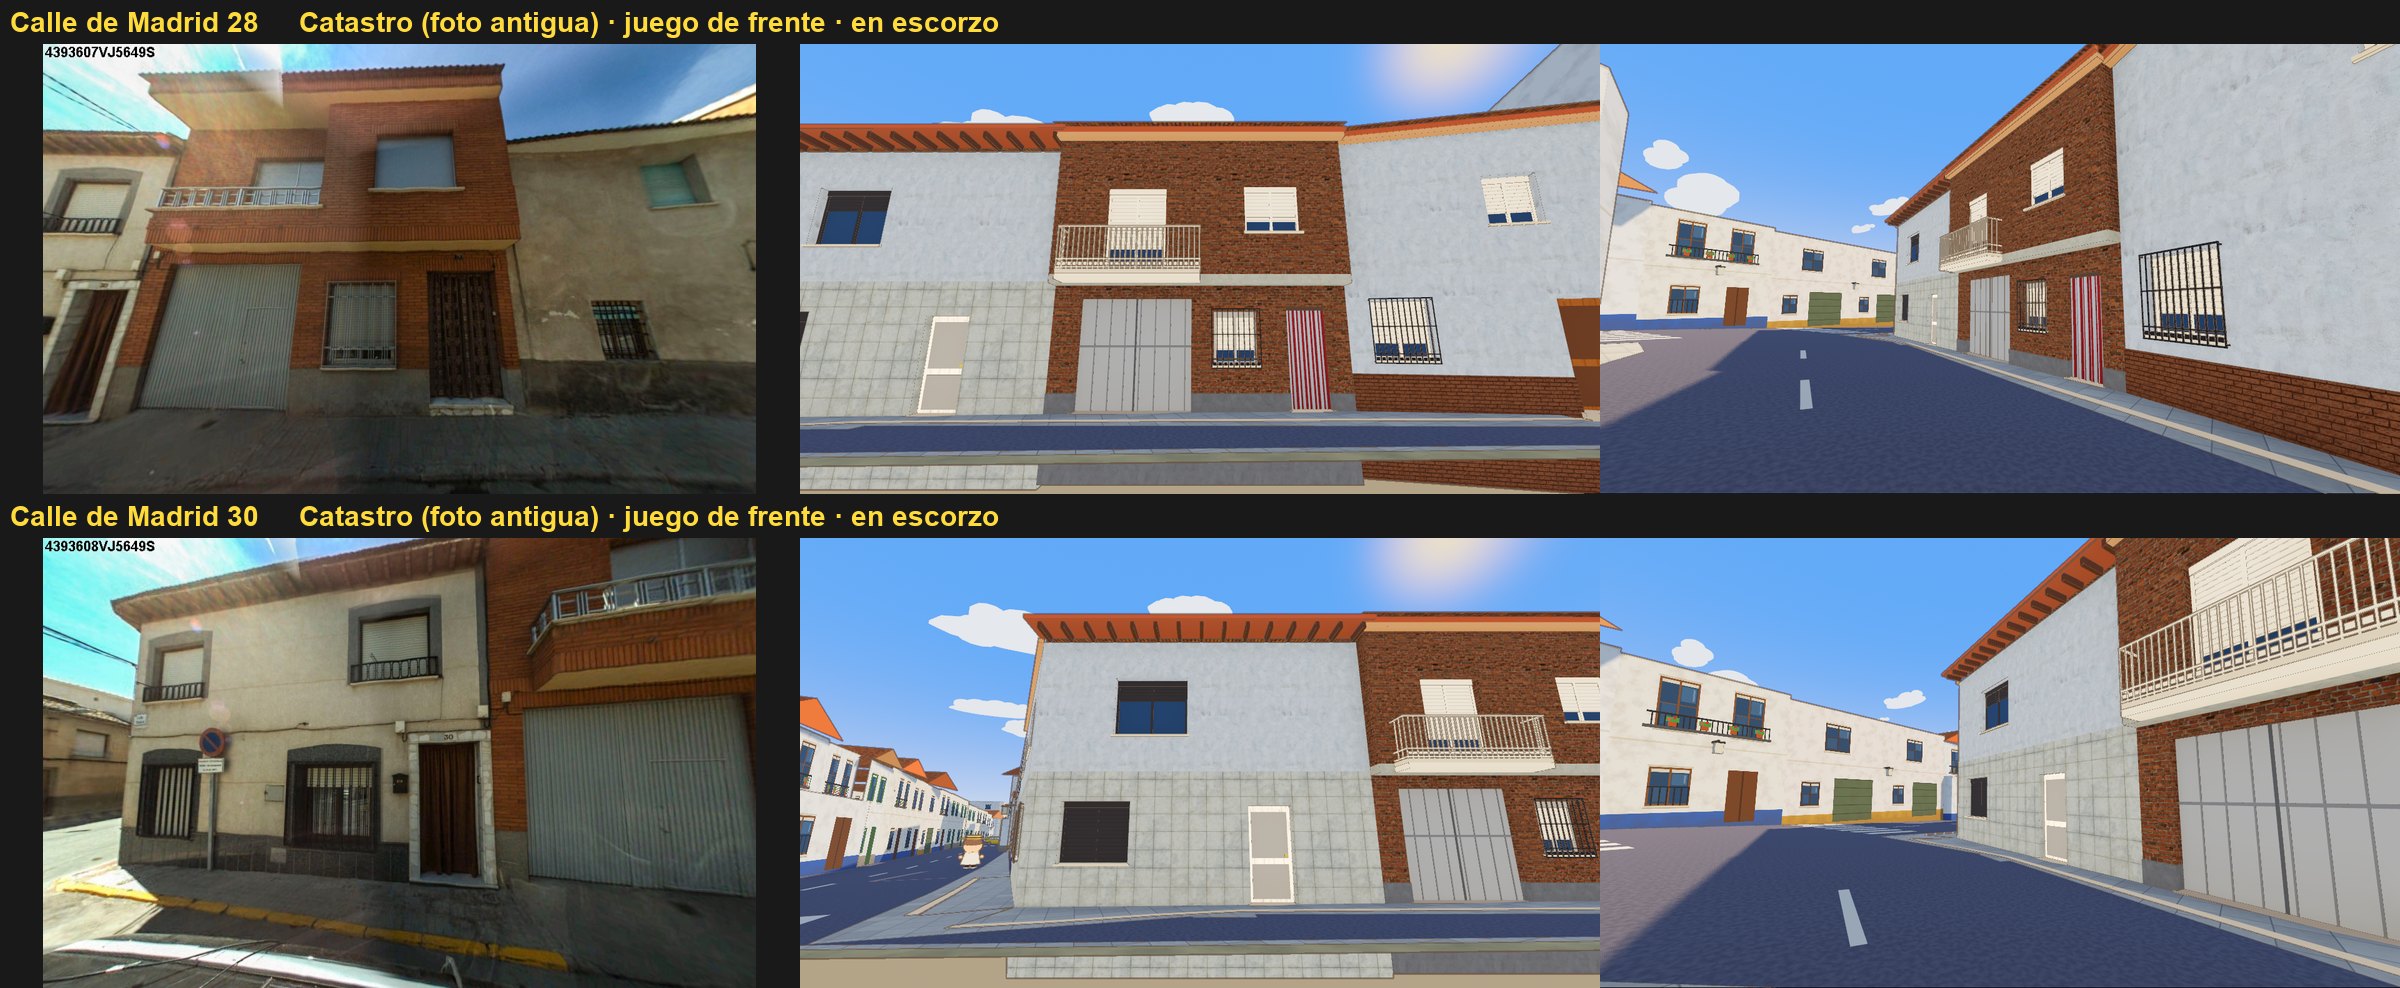 Calle de Madrid 28 Catastro (foto antigua) · juego de frente · en escorzo
4393607VJ5649S
Calle de Madrid 30 Catastro (foto antigua) · juego de frente · en escorzo
4393608VJ5649S
30